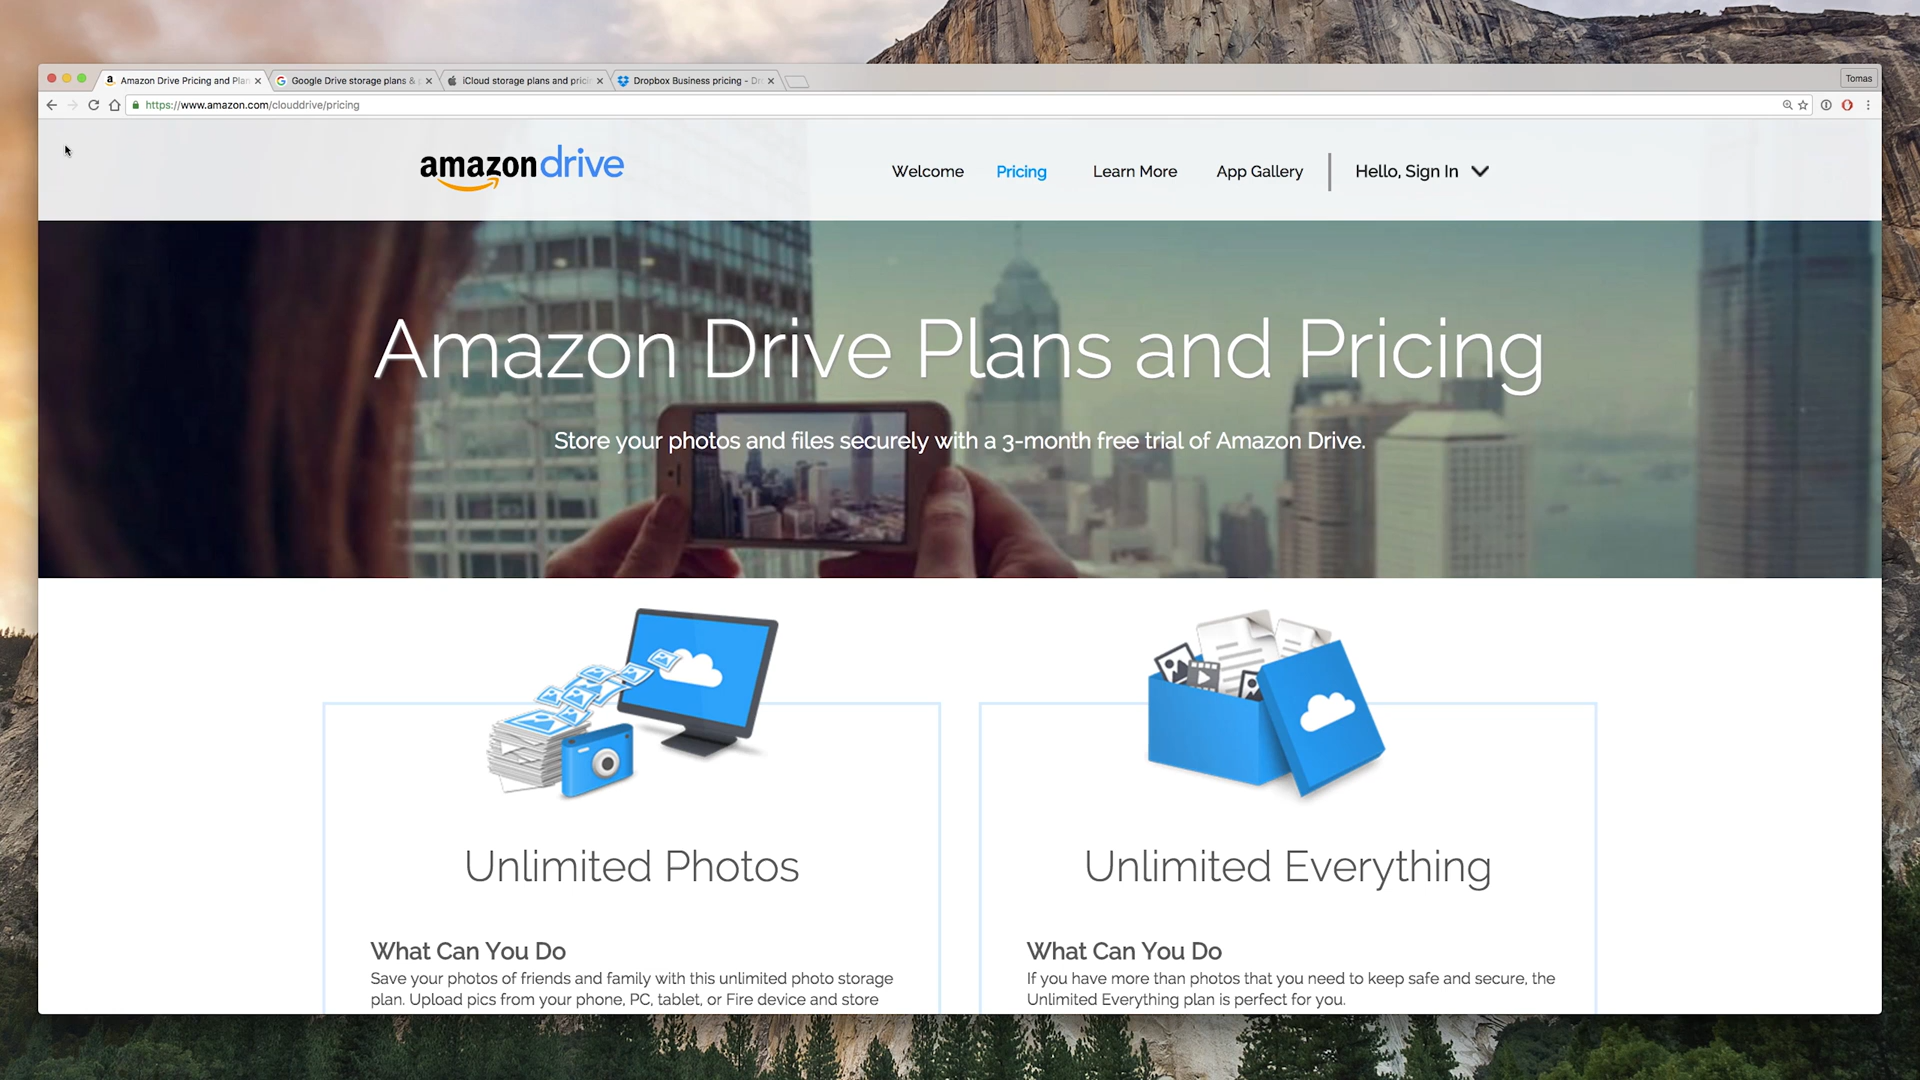 Amazon Drive Pricing and Plan
Google Drive storage plans &
iCloud storage plans and prici
Dropbox Business pricing - Dr
Tomas
https://www.amazon.com/clouddrive/pricing
amazondrive
Welcome
Pricing
Learn More
App Gallery
Hello, Sign In
Amazon Drive Plans and Pricing
Store your photos and files securely with a 3-month free trial of Amazon Drive.
Unlimited Photos
What Can You Do
Save your photos of friends and family with this unlimited photo storage
plan. Upload pics from your phone, PC, tablet, or Fire device and store
Unlimited Everything
What Can You Do
If you have more than photos that you need to keep safe and secure, the
Unlimited Everything plan is perfect for you.